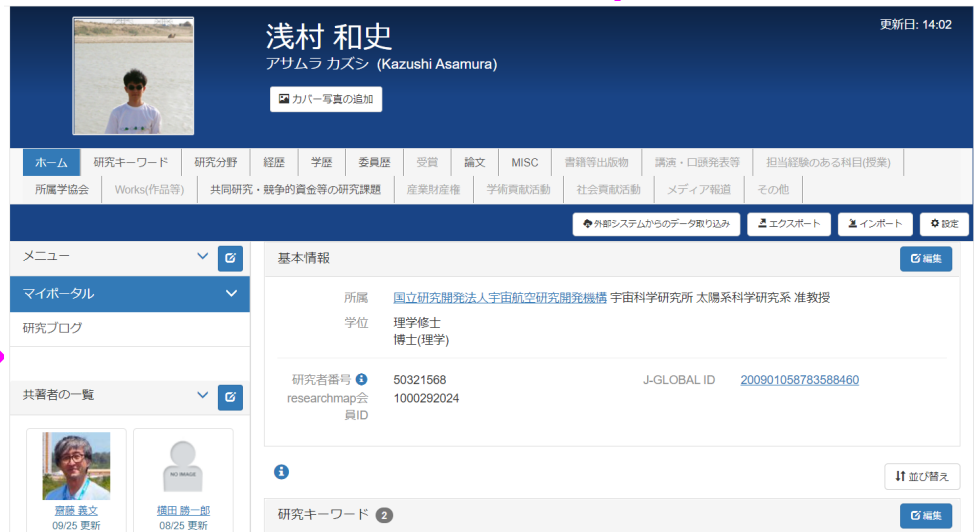 浅村 和史
アサムラ カズシ (Kazushi Asamura)
更新日: 14:02
カバー写真の追加
ホーム 研究キーワード 研究分野 経歴 学歴 委員歴 受賞 論文 MISC 書籍等出版物 講演・口頭発表等 担当経験のある科目(授業)
所属学協会 Works(作品等) 共同研究・競争的資金等の研究課題 産業財産権 学術貢献活動 社会貢献活動 メディア報道 その他
外部システムからのデータ取り込み エクスポート インポート 設定
メニュー
マイポータル
研究ブログ
共著者の一覧
齋藤 義文
09/25 更新
横田 勝一郎
08/25 更新
NO IMAGE
基本情報
編集
所属 国立研究開発法人宇宙航空研究開発機構 宇宙科学研究所 太陽系科学研究系 准教授
学位 理学修士
博士(理学)
研究者番号 50321568
J-GLOBAL ID 200901058783588460
researchmap会員ID 1000292024
並び替え
研究キーワード 2
編集